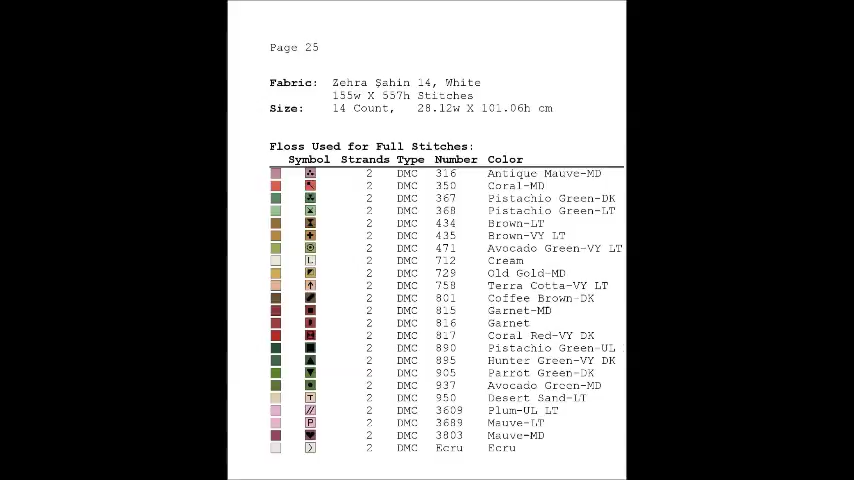 Page 25
Fabric: Zehra Şahin 14, White
155w X 557h Stitches
Size: 14 Count, 28.12w X 101.06h cm
Floss Used for Full Stitches:
Symbol Strands Type Number Color
2 DMC 316 Antique Mauve-MD
2 DMC 350 Coral-MD
2 DMC 367 Pistachio Green-DK
2 DMC 368 Pistachio Green-LT
2 DMC 434 Brown-LT
2 DMC 435 Brown-VY LT
2 DMC 471 Avocado Green-VY LT
L 2 DMC 712 Cream
2 DMC 729 Old Gold-MD
2 DMC 758 Terra Cotta-VY LT
2 DMC 801 Coffee Brown-DK
2 DMC 815 Garnet-MD
2 DMC 816 Garnet
2 DMC 817 Coral Red-VY DK
2 DMC 890 Pistachio Green-UL
2 DMC 895 Hunter Green-VY DK
2 DMC 905 Parrot Green-DK
2 DMC 937 Avocado Green-MD
T 2 DMC 950 Desert Sand-LT
// 2 DMC 3609 Plum-UL LT
P 2 DMC 3689 Mauve-LT
2 DMC 3803 Mauve-MD
2 DMC Ecru Ecru